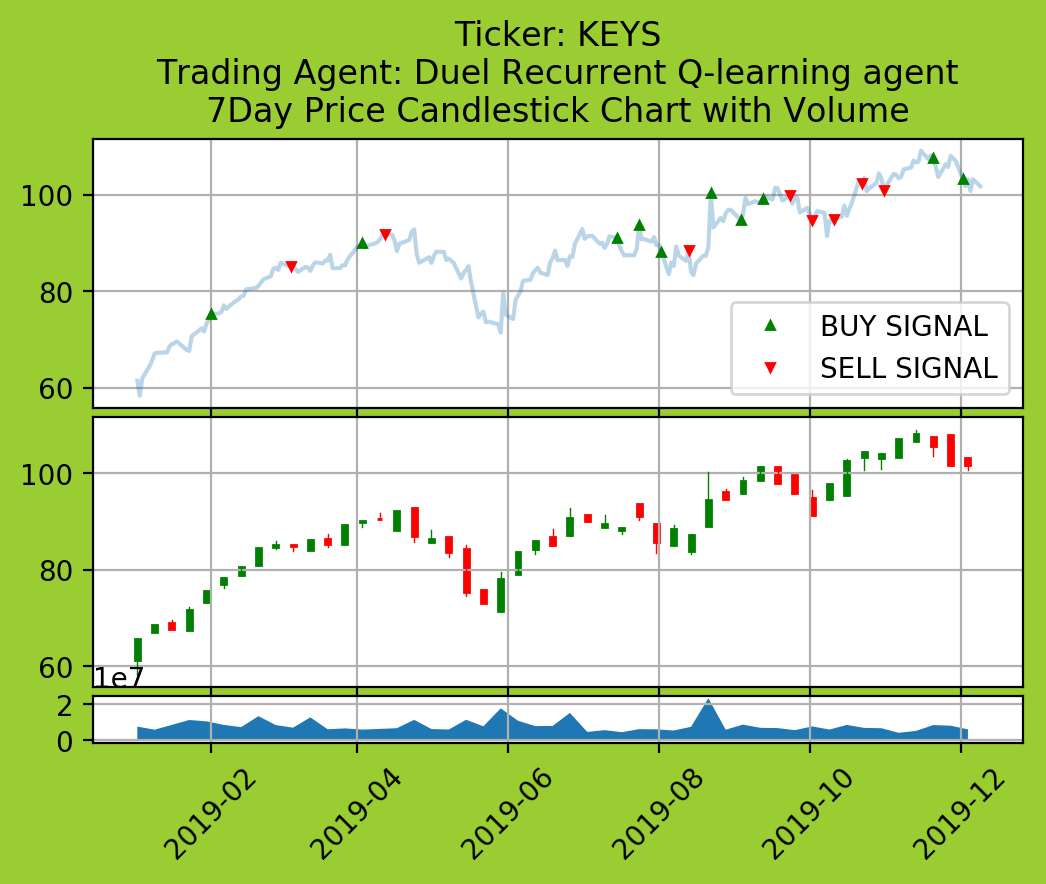 Ticker: KEYS
Trading Agent: Duel Recurrent Q-learning agent
7Day Price Candlestick Chart with Volume
100
80
60
BUY SIGNAL
SELL SIGNAL
100
80
60
1e7
2
0
2019-02
2019-04
2019-06
2019-08
2019-10
2019-12